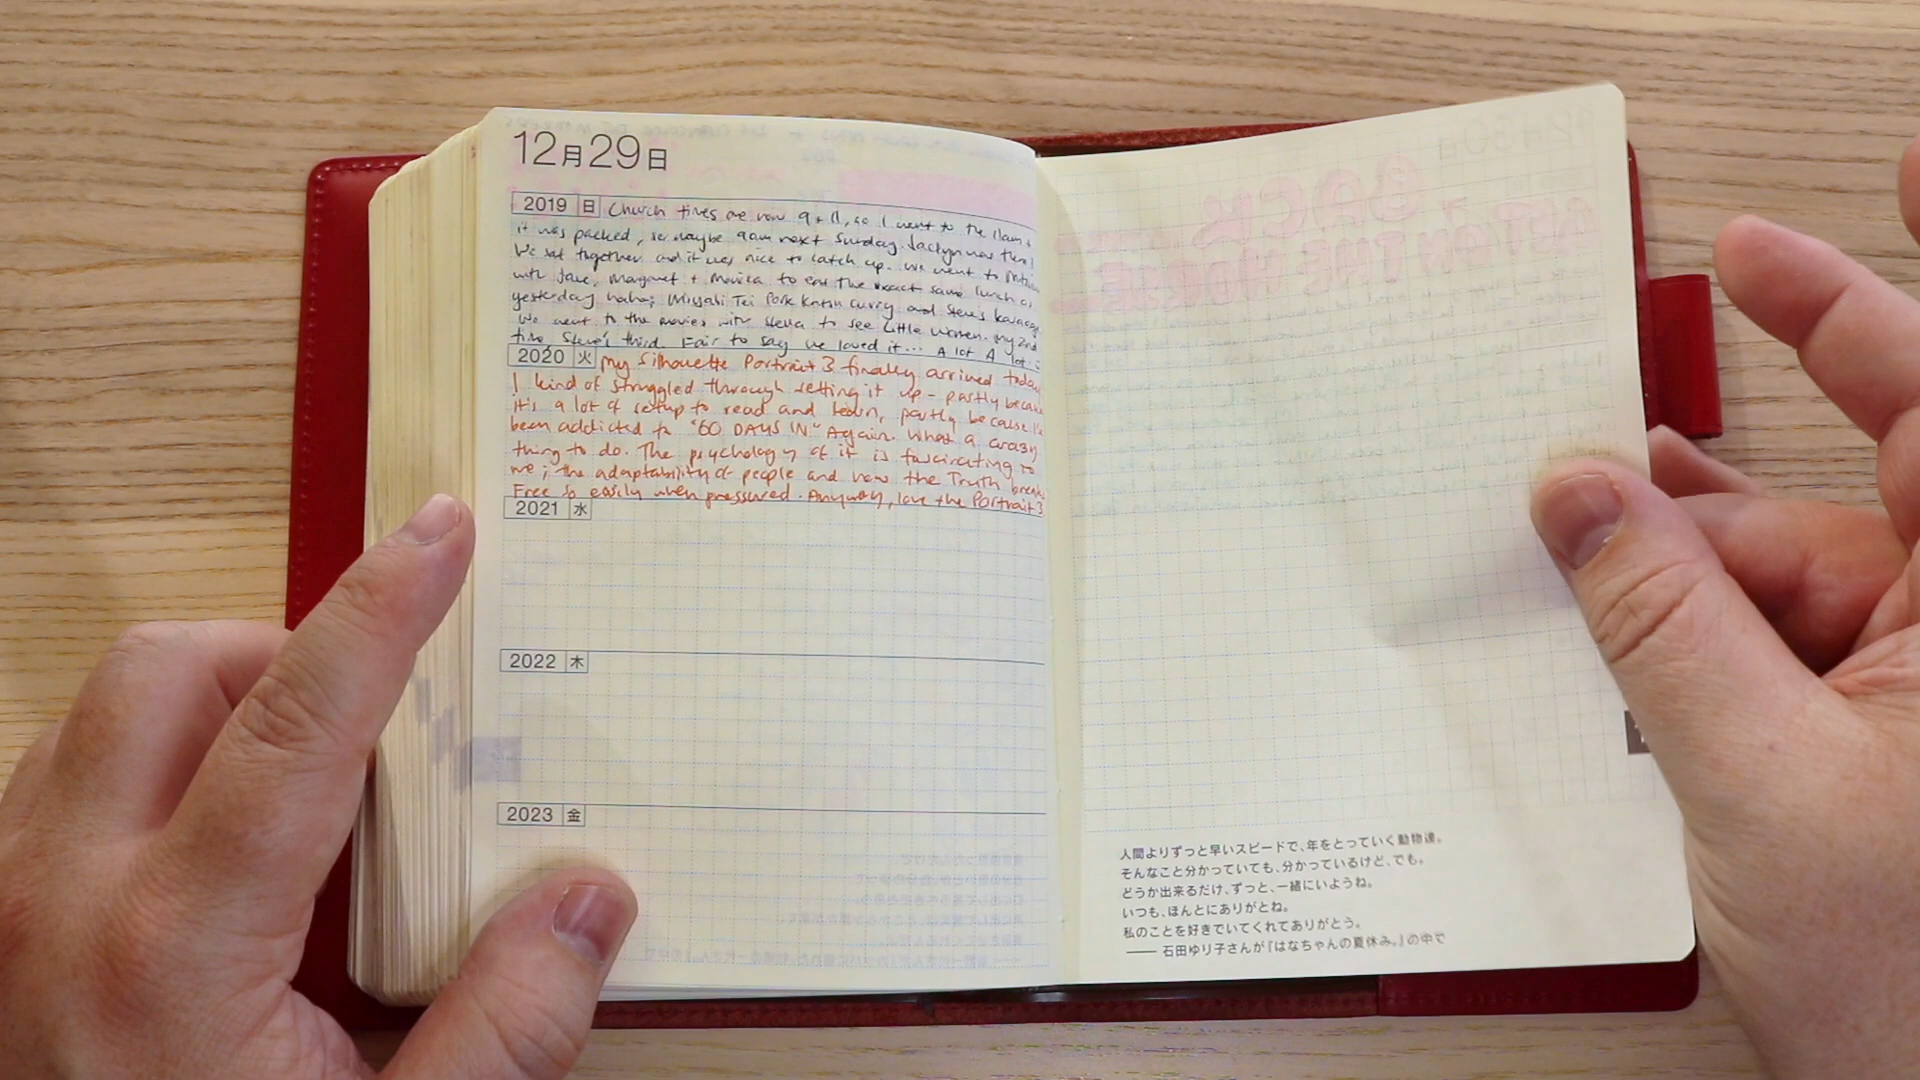 12月29日
2019 日 Church times are now 9 + 11, so I went to the 11am +
it was packed, so maybe 9am next Sunday. Jaclyn was there!
We sat together and it was nice to catch up. We went to
with Jane, Margaret + Monica to eat the exact same lunch as
yesterday haha; Miyabi Tei Pork Katsu Curry and Steve's Karaage
We went to the movies with Stella to see Little Women. My 2nd
time, Steve's third. Fair to say we loved it... A lot A lot.
2020 火 My Silhouette Portrait 3 finally arrived today
I kind of struggled through setting it up - partly because
it's a lot of setup to read and learn, partly because I've
been addicted to "60 DAYS IN" Again. What a crazy
thing to do. The psychology of it is fascinating to
me; the adaptability of people and how the Truth breaks
Free so easily when pressured. Anyway, love the Portrait 3
2021 水
2022 木
2023 金
人間よりずっと早いスピードで、年をとっていく動物達。
そんなこと分かっていても、分かっているけど、でも。
どうか出来るだけ、ずっと、一緒にいようね。
いつも、ほんとにありがとね。
私のことを好きでいてくれてありがとう。
—— 石田ゆり子さんが『はなちゃんの夏休み。』の中で